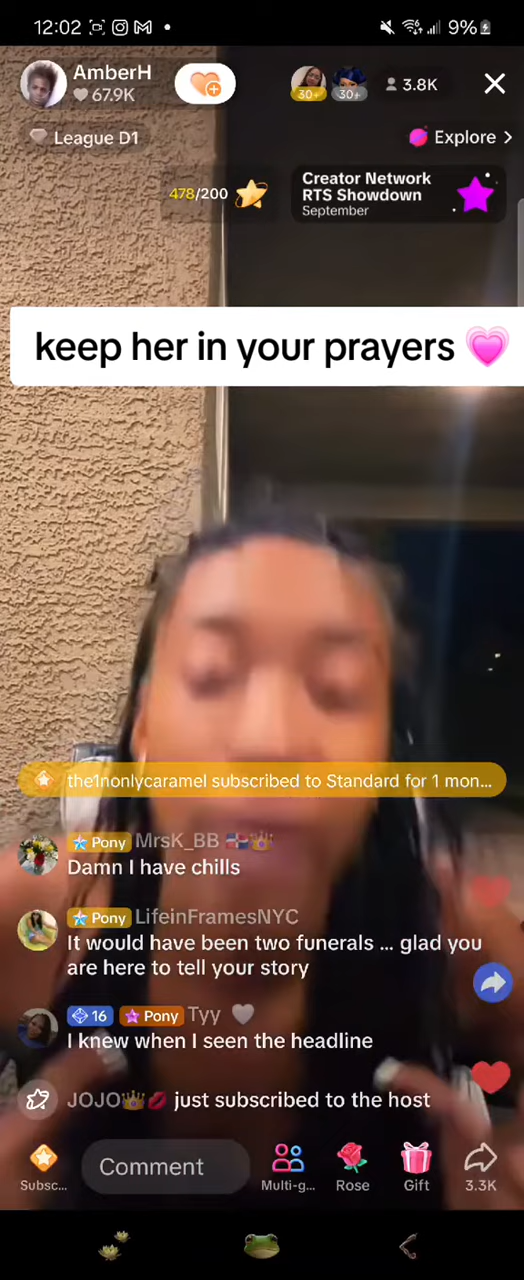 12:02
9%
AmberH
67.9K
30+
30+
3.8K
League D1
Explore >
478/200
Creator Network
RTS Showdown
September
keep her in your prayers 💗
the1nonlycaramel subscribed to Standard for 1 mon...
Pony MrsK_BB 🇩🇴👑
Damn I have chills
Pony LifeinFramesNYC
It would have been two funerals ... glad you
are here to tell your story
16 Pony Tyy 🤍
I knew when I seen the headline
JOJO👑💋 just subscribed to the host
Subsc...
Comment
Multi-g...
Rose
Gift
3.3K